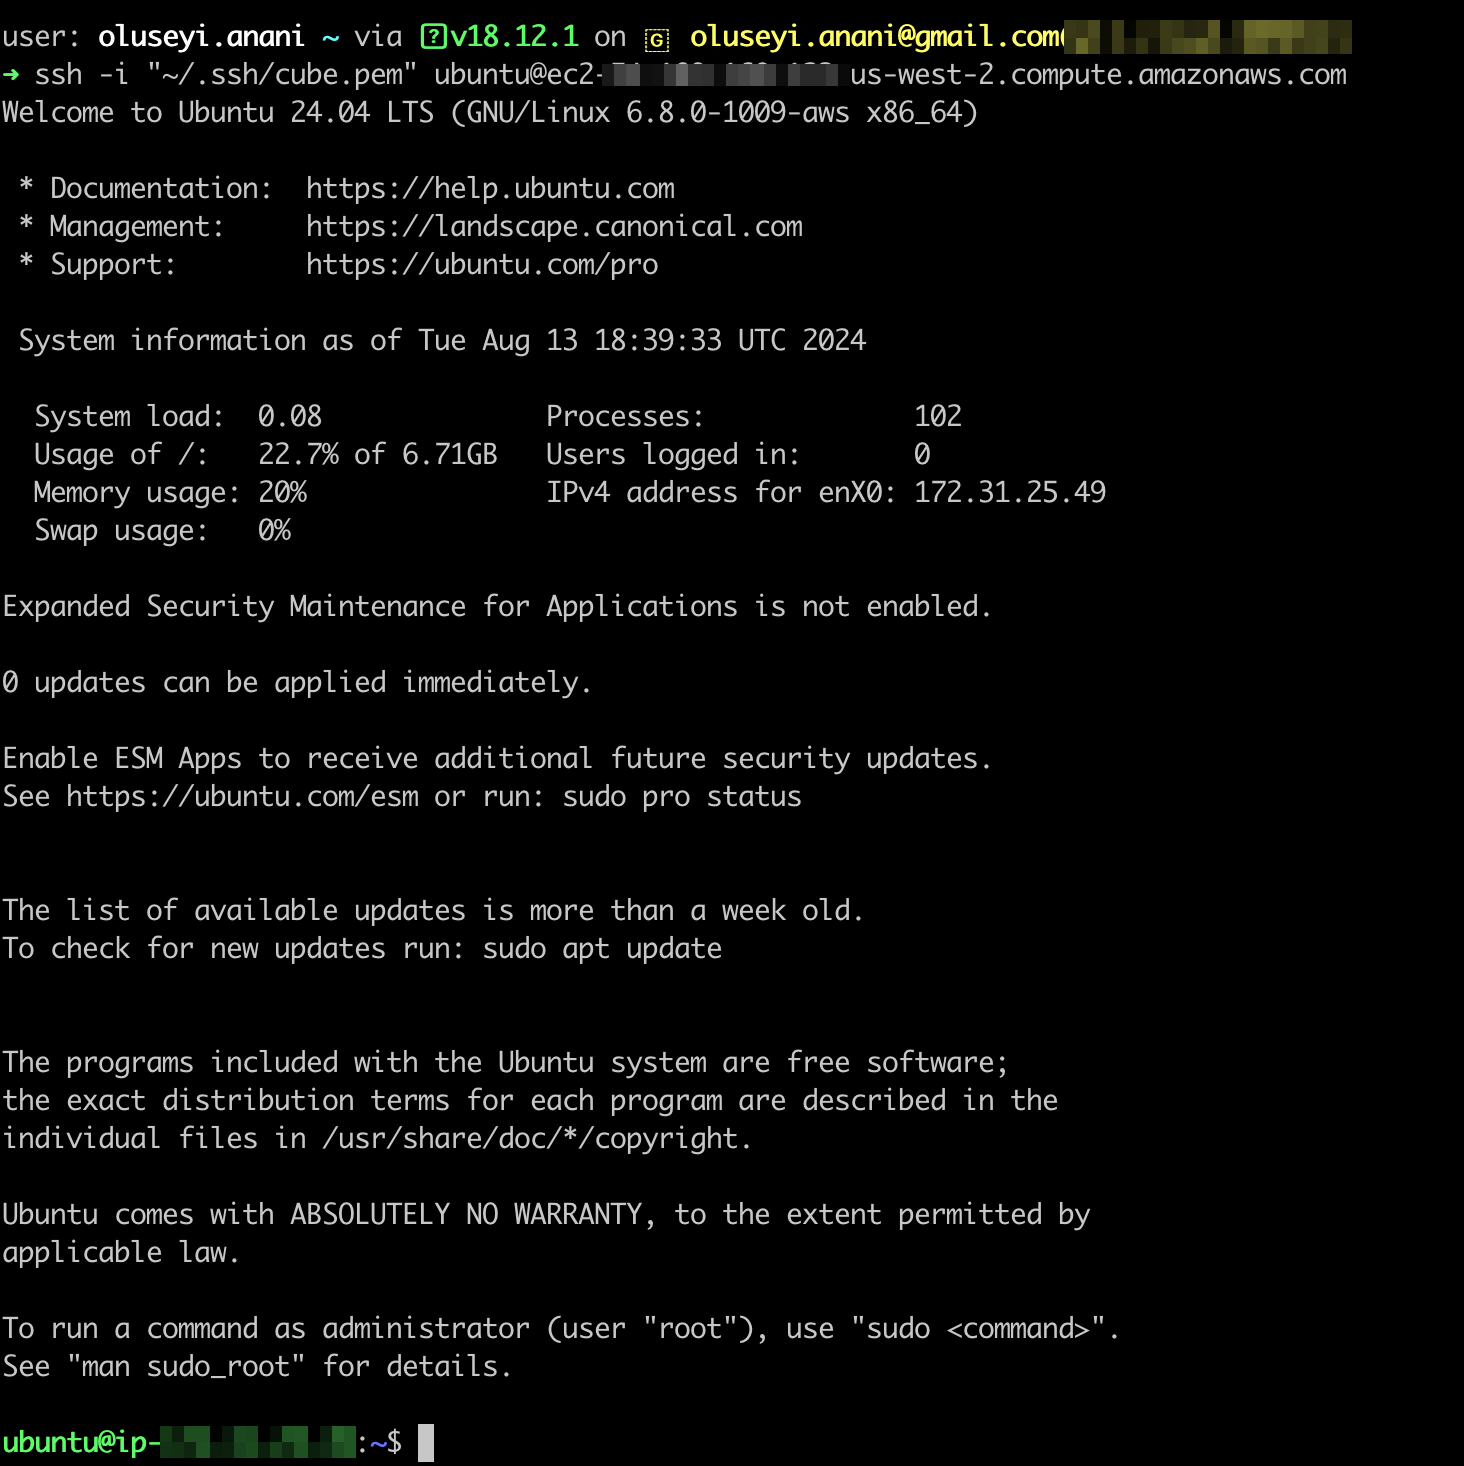 user: oluseyi.anani ~ via v18.12.1 on G oluseyi.anani@gmail.com(
→ ssh -i "~/.ssh/cube.pem" ubuntu@ec2- us-west-2.compute.amazonaws.com
Welcome to Ubuntu 24.04 LTS (GNU/Linux 6.8.0-1009-aws x86_64)
* Documentation: https://help.ubuntu.com
* Management: https://landscape.canonical.com
* Support: https://ubuntu.com/pro
System information as of Tue Aug 13 18:39:33 UTC 2024
System load: 0.08 Processes: 102
Usage of /: 22.7% of 6.71GB Users logged in: 0
Memory usage: 20% IPv4 address for enX0: 172.31.25.49
Swap usage: 0%
Expanded Security Maintenance for Applications is not enabled.
0 updates can be applied immediately.
Enable ESM Apps to receive additional future security updates.
See https://ubuntu.com/esm or run: sudo pro status
The list of available updates is more than a week old.
To check for new updates run: sudo apt update
The programs included with the Ubuntu system are free software;
the exact distribution terms for each program are described in the
individual files in /usr/share/doc/*/copyright.
Ubuntu comes with ABSOLUTELY NO WARRANTY, to the extent permitted by
applicable law.
To run a command as administrator (user "root"), use "sudo <command>".
See "man sudo_root" for details.
ubuntu@ip- :~$